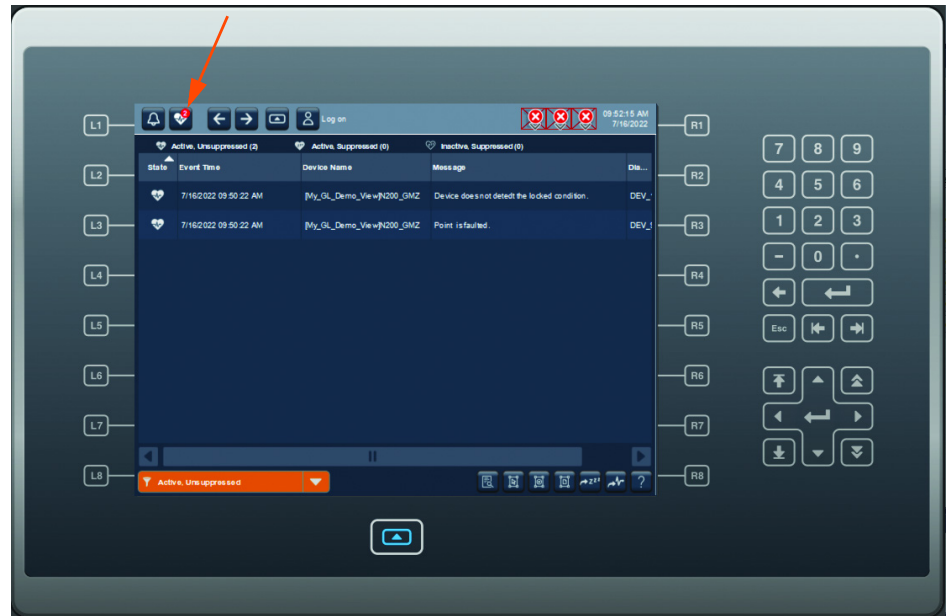 2
Log on
09:52:15 AM
7/16/2022
Active, Unsuppressed (2) Active, Suppressed (0) Inactive, Suppressed (0)
State Event Time Device Name Message Dia...
7/16/2022 09:50:22 AM [My_GL_Demo_View]N200_GMZ Device does not detedt the locked condition. DEV_
7/16/2022 09:50:22 AM [My_GL_Demo_View]N200_GMZ Point is faulted. DEV_
Active, Unsuppressed
zzz
?
L1
L2
L3
L4
L5
L6
L7
L8
R1
R2
R3
R4
R5
R6
R7
R8
7 8 9
4 5 6
1 2 3
- 0 .
Esc